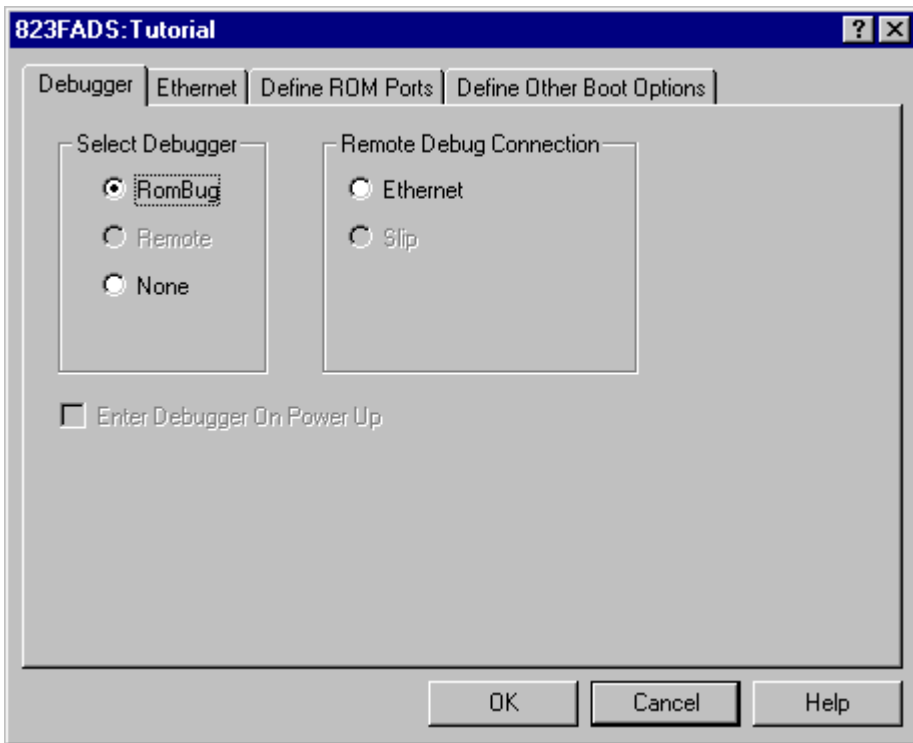 823FADS:Tutorial
Debugger Ethernet Define ROM Ports Define Other Boot Options
Select Debugger
RomBug
Remote
None
Remote Debug Connection
Ethernet
Slip
Enter Debugger On Power Up
OK Cancel Help